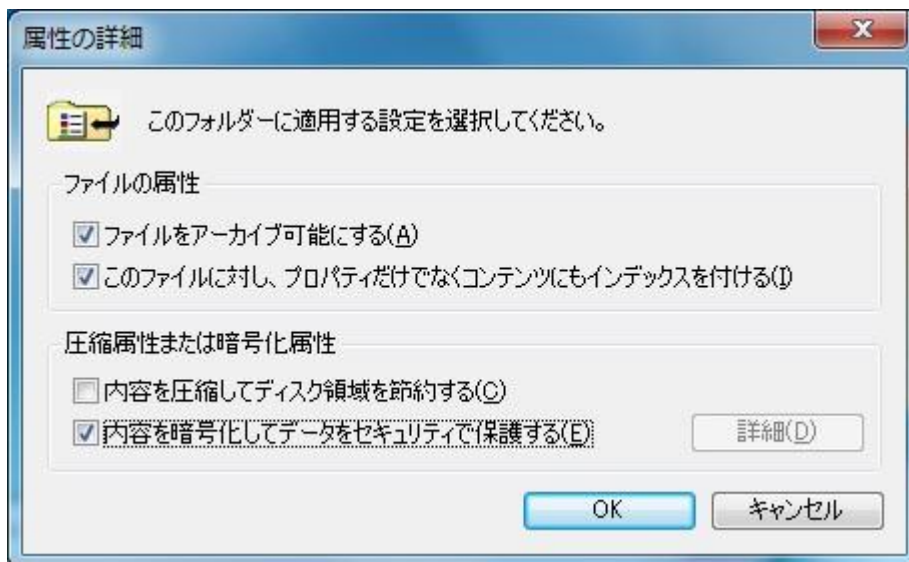 属性の詳細
このフォルダーに適用する設定を選択してください。
ファイルの属性
ファイルをアーカイブ可能にする(A)
このファイルに対し、プロパティだけでなくコンテンツにもインデックスを付ける(I)
圧縮属性または暗号化属性
内容を圧縮してディスク領域を節約する(C)
内容を暗号化してデータをセキュリティで保護する(E)
詳細(D)
OK
キャンセル